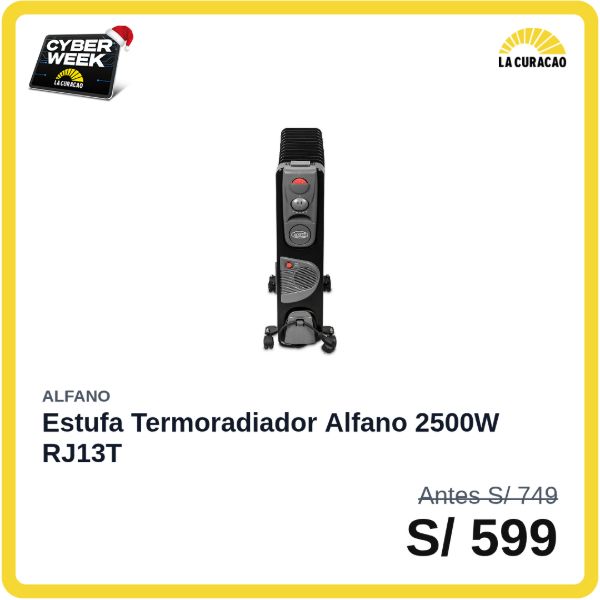 CYBER
WEEK
LA CURACAO
LA CURACAO
ALFANO
Estufa Termoradiador Alfano 2500W
RJ13T
Antes S/ 749
S/ 599